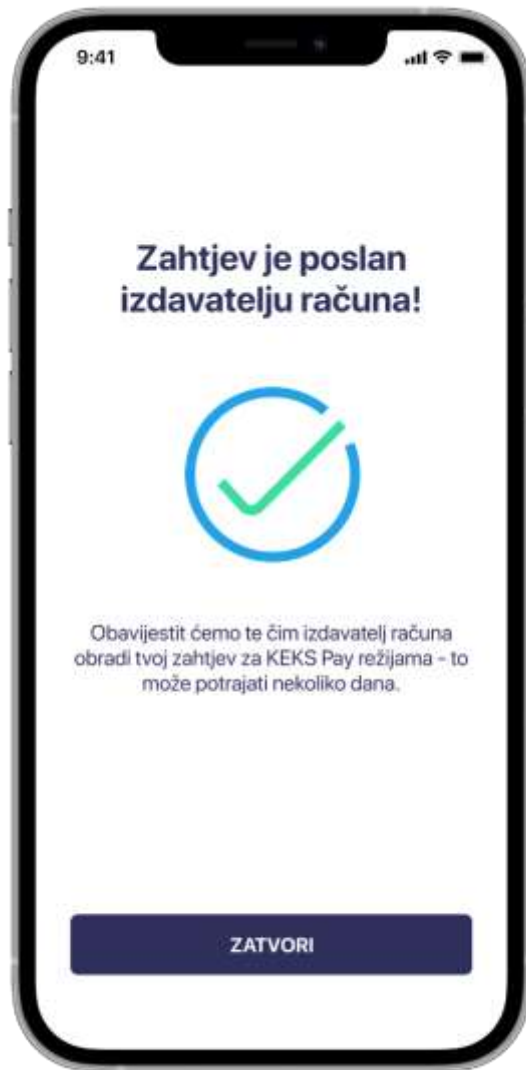 9:41
Zahtjev je poslan
izdavatelju računa!
Obavijestit ćemo te čim izdavatelj računa
obradi tvoj zahtjev za KEKS Pay režijama - to
može potrajati nekoliko dana.
ZATVORI